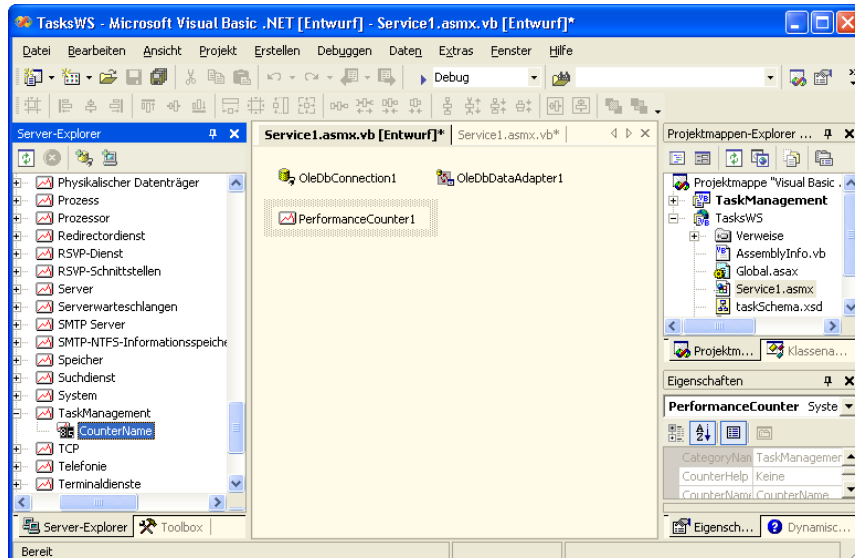 TasksWS - Microsoft Visual Basic .NET [Entwurf] - Service1.asmx.vb [Entwurf]*
Datei Bearbeiten Ansicht Projekt Erstellen Debuggen Daten Extras Fenster Hilfe
Debug
Server-Explorer
Physikalischer Datenträger
Prozess
Prozessor
Redirectordienst
RSVP-Dienst
RSVP-Schnittstellen
Server
Serverwarteschlangen
SMTP Server
SMTP-NTFS-Informationsspeiche
Speicher
Suchdienst
System
TaskManagement
CounterName
TCP
Telefonie
Terminaldienste
Server-Explorer Toolbox
Service1.asmx.vb [Entwurf]* Service1.asmx.vb*
OleDbConnection1 OleDbDataAdapter1
PerformanceCounter1
Projektmappen-Explorer ...
Projektmappe "Visual Basic .
TaskManagement
TasksWS
Verweise
AssemblyInfo.vb
Global.asax
Service1.asmx
taskSchema.xsd
Projektm... Klassena...
Eigenschaften
PerformanceCounter Syste
CategoryNam TaskManagemer
CounterHelp Keine
CounterName CounterName
Eigensch... Dynamisc...
Bereit